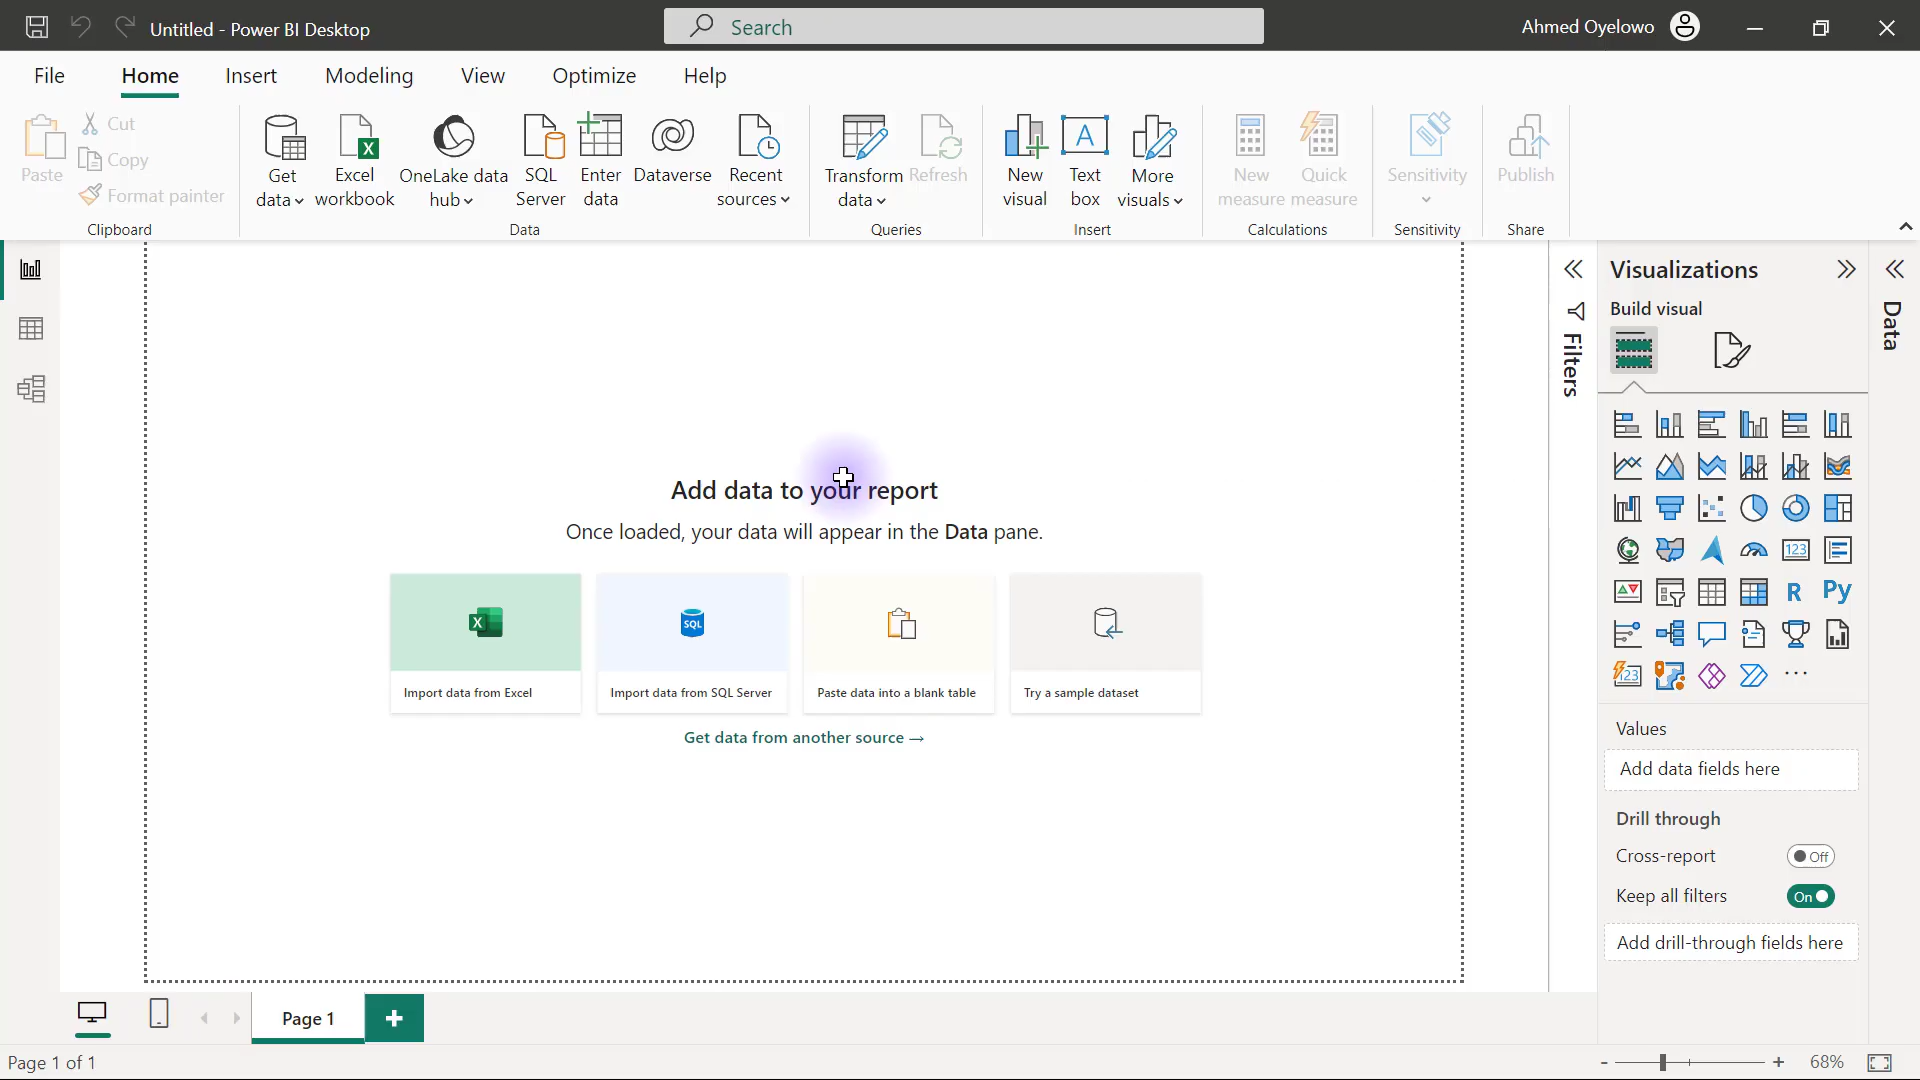 Untitled - Power BI Desktop
Search
Ahmed Oyelowo
File
Home
Insert
Modeling
View
Optimize
Help
Paste
Cut
Copy
Format painter
Clipboard
Get data
Excel workbook
OneLake data hub
SQL Server
Enter data
Dataverse
Recent sources
Data
Transform data
Refresh
Queries
New visual
Text box
More visuals
Insert
New measure
Quick measure
Calculations
Sensitivity
Sensitivity
Publish
Share
Add data to your report
Once loaded, your data will appear in the Data pane.
SQL
Import data from Excel
Import data from SQL Server
Paste data into a blank table
Try a sample dataset
Get data from another source →
Filters
Visualizations
Build visual
123
R
Py
123
...
Values
Add data fields here
Drill through
Cross-report
Off
Keep all filters
On
Add drill-through fields here
Data
Page 1
Page 1 of 1
- + 68%